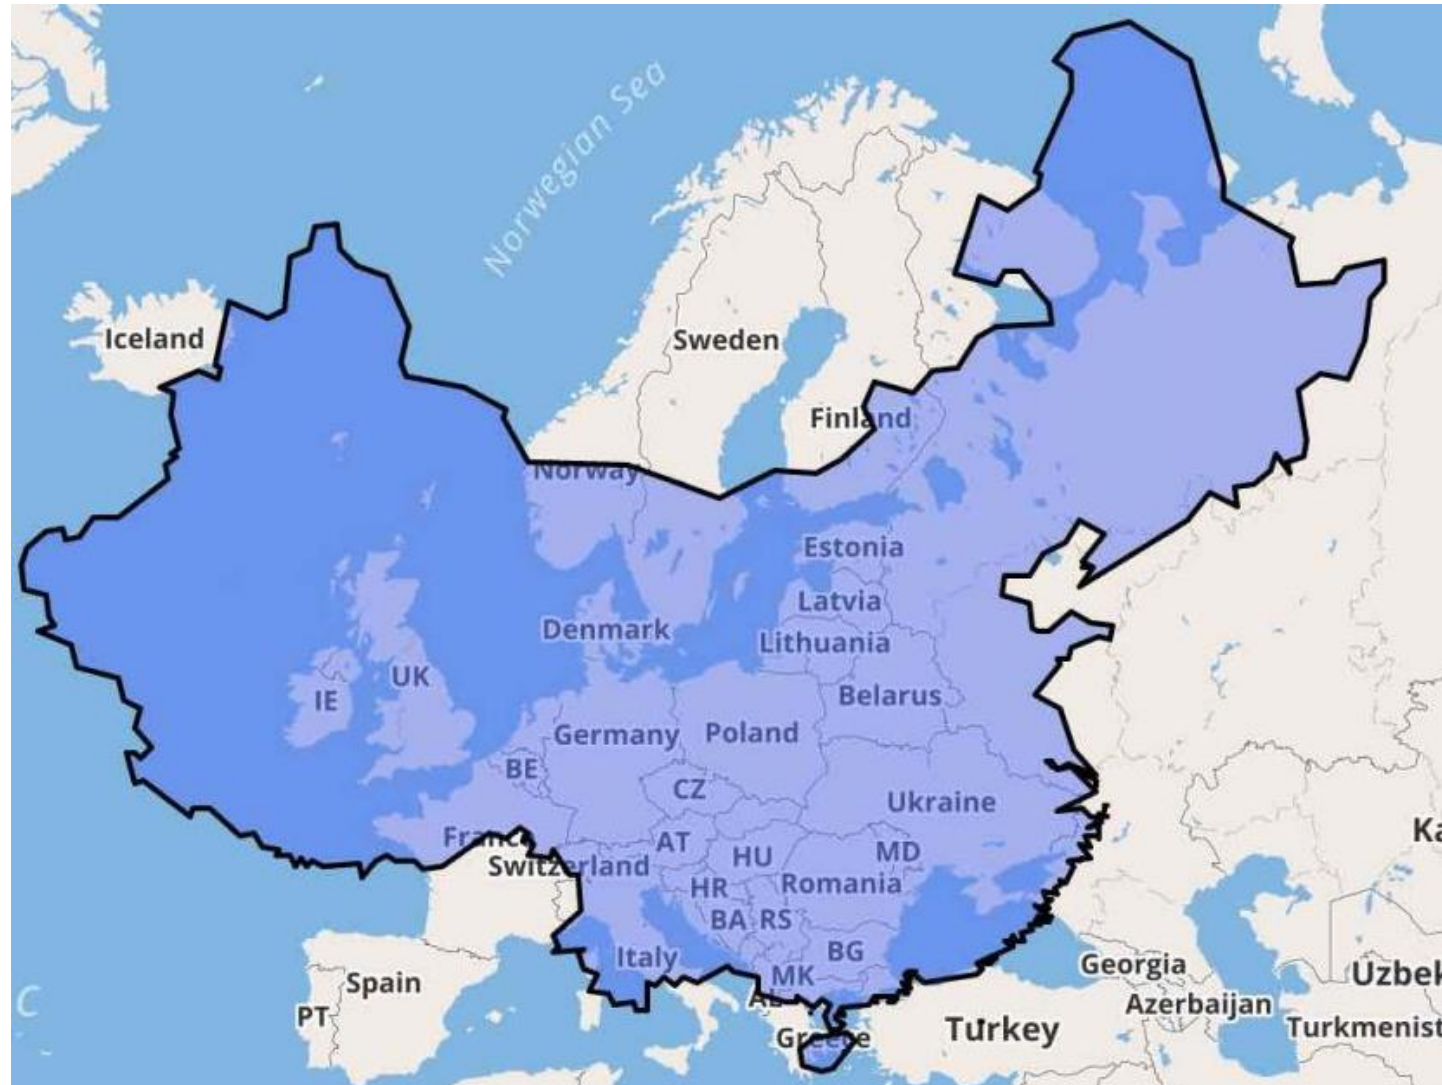 Norwegian Sea
Iceland
Sweden
Finland
Norway
Estonia
Latvia
Denmark
Lithuania
UK
IE
Belarus
Germany
Poland
BE
CZ
Ukraine
France
Ka
AT
MD
HU
Switzerland
HR
Romania
BA
RS
BG
Italy
Georgia
MK
Spain
Uzbek
C
AL
Azerbaijan
PT
Turkey
Turkmenist
Greece